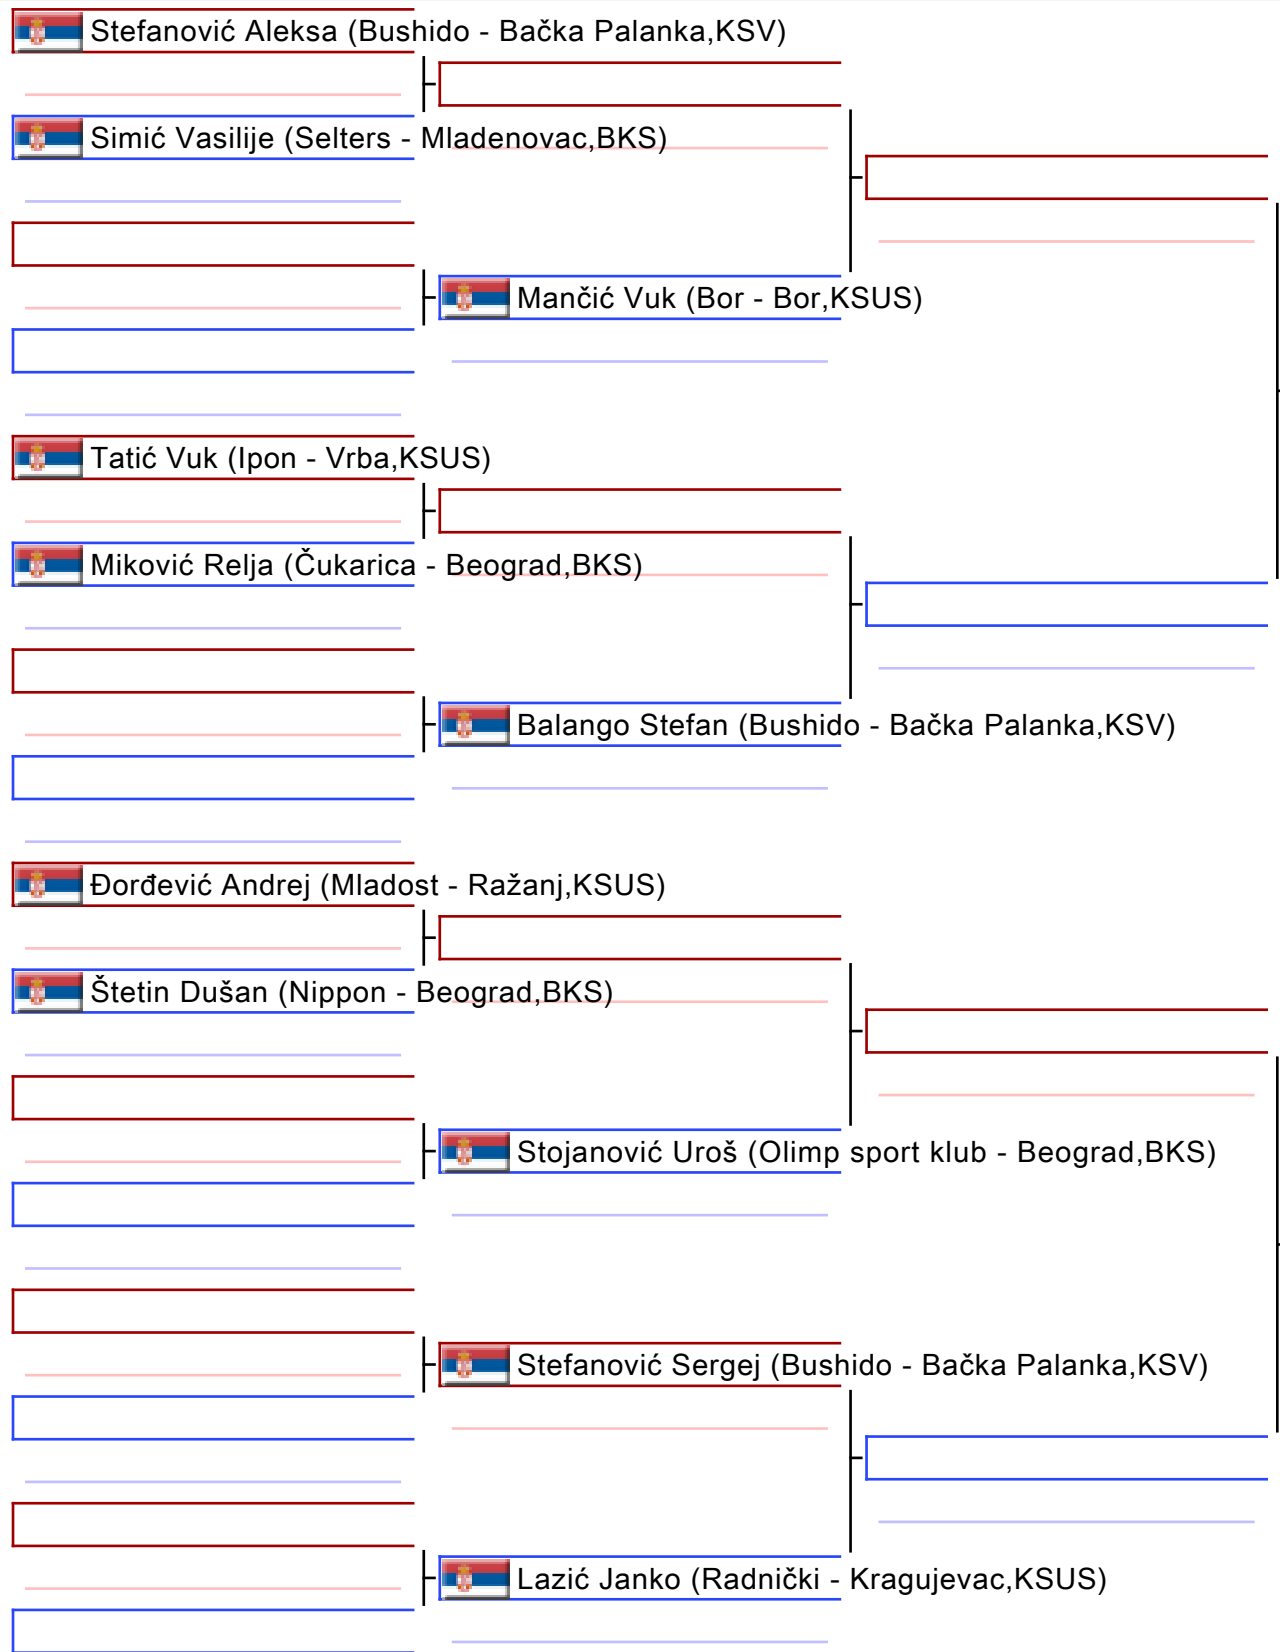 Stefanović Aleksa (Bushido - Bačka Palanka,KSV)
Simić Vasilije (Selters - Mladenovac,BKS)
Mančić Vuk (Bor - Bor,KSUS)
Tatić Vuk (Ipon - Vrba,KSUS)
Miković Relja (Čukarica - Beograd,BKS)
Balango Stefan (Bushido - Bačka Palanka,KSV)
Đorđević Andrej (Mladost - Ražanj,KSUS)
Štetin Dušan (Nippon - Beograd,BKS)
Stojanović Uroš (Olimp sport klub - Beograd,BKS)
Stefanović Sergej (Bushido - Bačka Palanka,KSV)
Lazić Janko (Radnički - Kragujevac,KSUS)